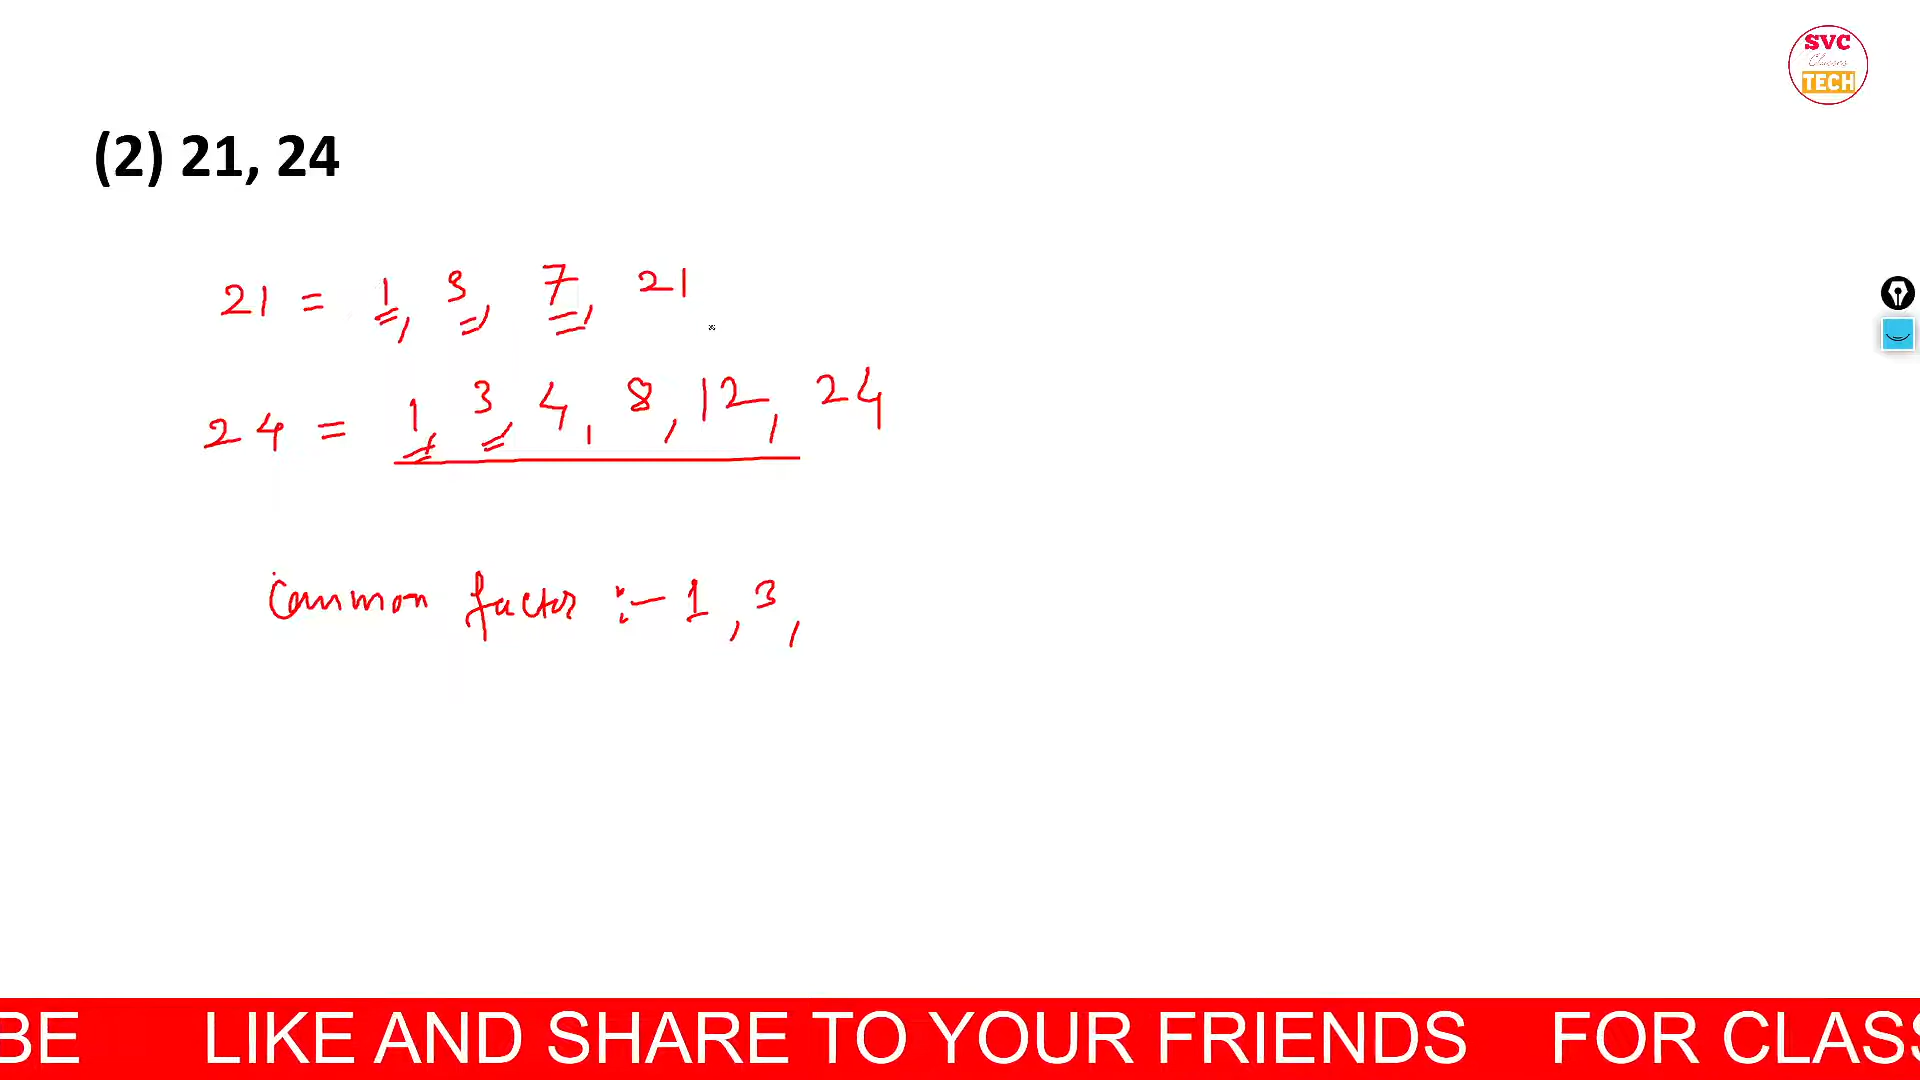 SVC
Classes
TECH
(2) 21, 24
21 = 1, 3, 7, 21
24 = 1, 3, 4, 8, 12, 24
Common factor :- 1, 3,
BE LIKE AND SHARE TO YOUR FRIENDS FOR CLASS